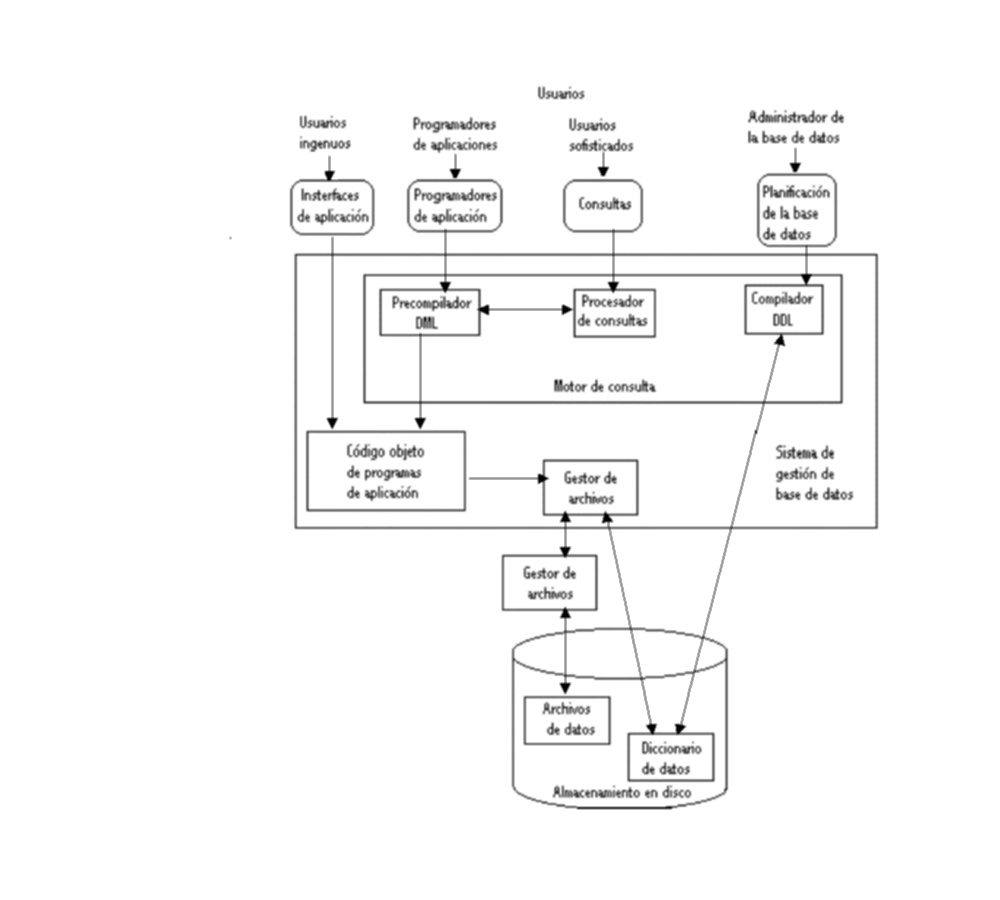 Usuarios
Usuarios
ingenuos
Programadores
de aplicaciones
Usuarios
sofisticados
Administrador de
la base de datos
Insterfaces
de aplicación
Programadores
de aplicación
Consultas
Planificación
de la base
de datos
Precompilador
DML
Procesador
de consultas
Compilador
DDL
Motor de consulta
Código objeto
de programas
de aplicación
Gestor de
archivos
Sistema de
gestión de
base de datos
Gestor de
archivos
Archivos
de datos
Diccionario
de datos
Almacenamiento en disco